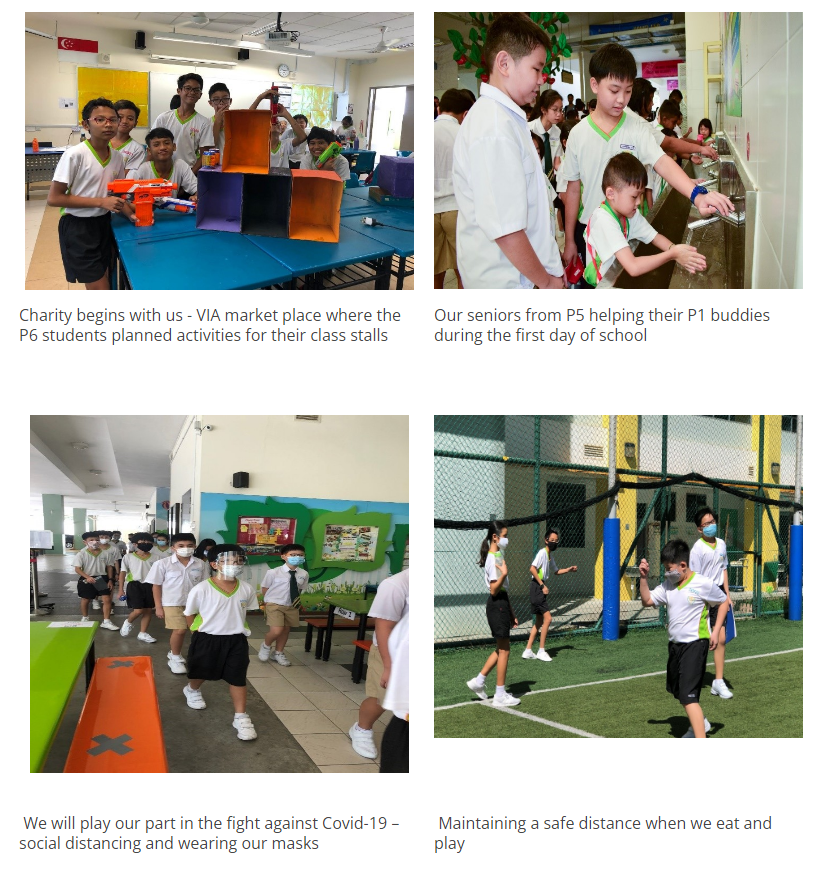 Charity begins with us - VIA market place where the
P6 students planned activities for their class stalls
Our seniors from P5 helping their P1 buddies
during the first day of school
We will play our part in the fight against Covid-19 –
social distancing and wearing our masks
Maintaining a safe distance when we eat and
play